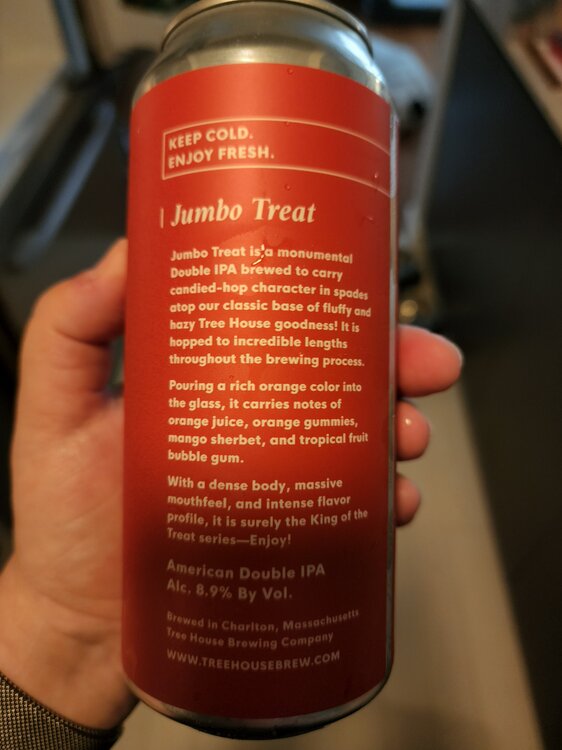 KEEP COLD.
ENJOY FRESH.
Jumbo Treat
Jumbo Treat is a monumental
Double IPA brewed to carry
candied-hop character in spades
atop our classic base of fluffy and
hazy Tree House goodness! It is
hopped to incredible lengths
throughout the brewing process.
Pouring a rich orange color into
the glass, it carries notes of
orange juice, orange gummies,
mango sherbet, and tropical fruit
bubble gum.
With a dense body, massive
mouthfeel, and intense flavor
profile, it is surely the King of the
Treat series—Enjoy!
American Double IPA
Alc. 8.9% By Vol.
Brewed in Charlton, Massachusetts
Tree House Brewing Company
WWW.TREEHOUSEBREW.COM